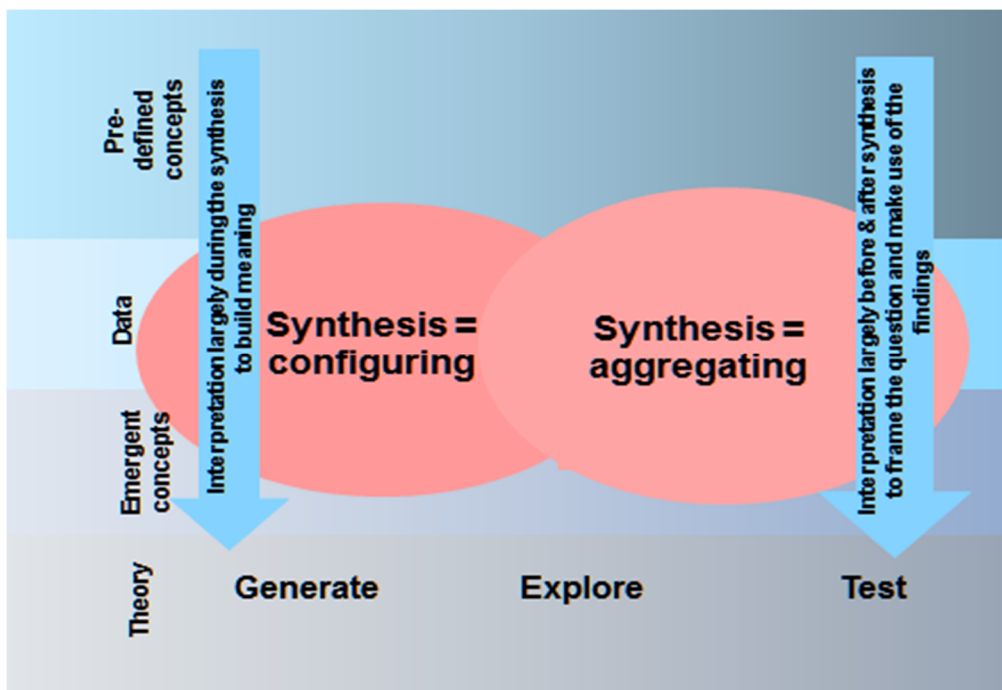 Pre-
defined
concepts
Data
Emergent
concepts
Theory
Interpretation largely during the synthesis
to build meaning
Synthesis =
configuring
Synthesis =
aggregating
Interpretation largely before & after synthesis
to frame the question and make use of the
findings
Generate
Explore
Test